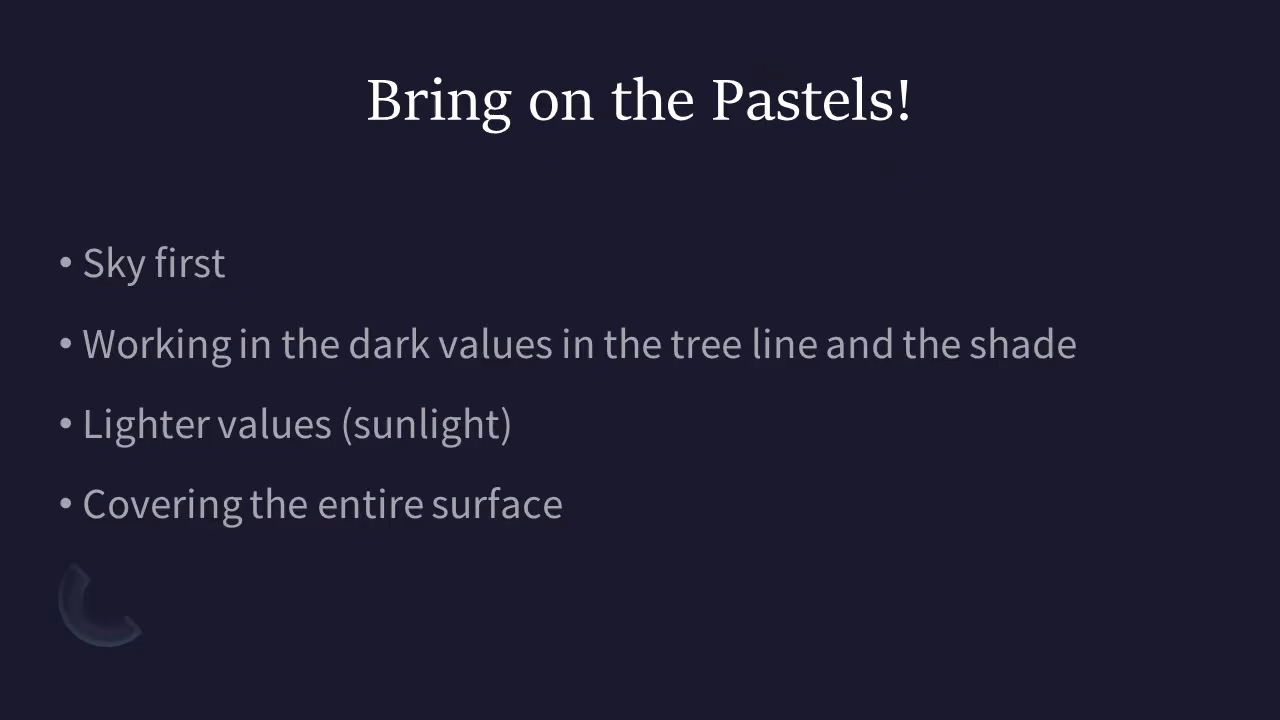 Bring on the Pastels!
• Sky first
• Working in the dark values in the tree line and the shade
• Lighter values (sunlight)
• Covering the entire surface